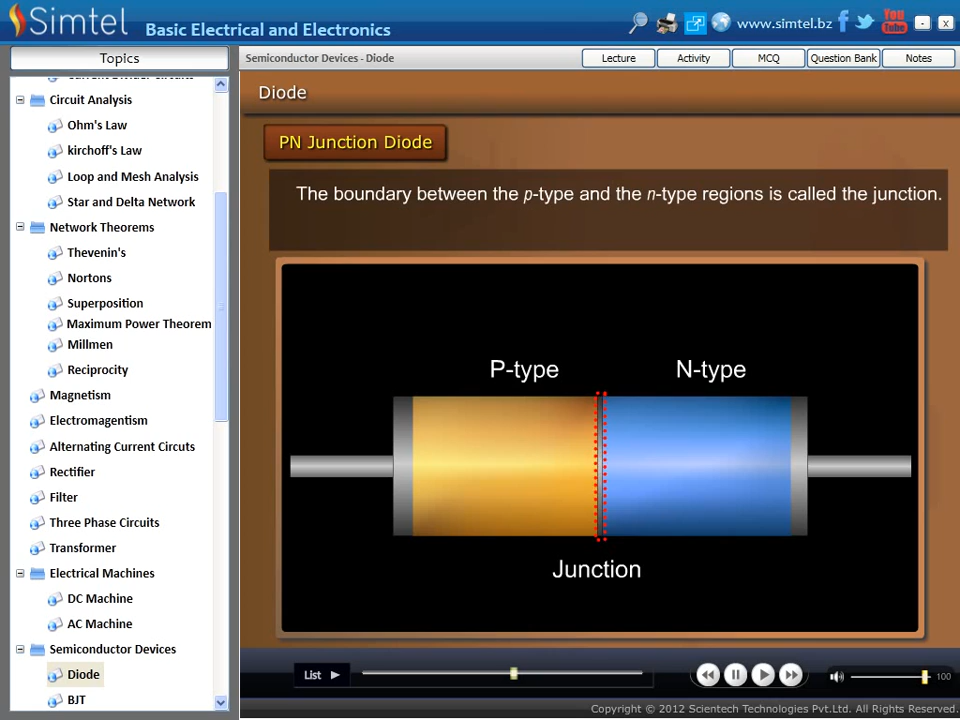 Simtel Basic Electrical and Electronics
www.simtel.bz f You Tube - x
Topics
Semiconductor Devices - Diode
Lecture Activity MCQ Question Bank Notes
Circuit Analysis
Ohm's Law
kirchoff's Law
Loop and Mesh Analysis
Star and Delta Network
Network Theorems
Thevenin's
Nortons
Superposition
Maximum Power Theorem
Millmen
Reciprocity
Magnetism
Electromagentism
Alternating Current Circuts
Rectifier
Filter
Three Phase Circuits
Transformer
Electrical Machines
DC Machine
AC Machine
Semiconductor Devices
Diode
BJT
Diode
PN Junction Diode
The boundary between the p-type and the n-type regions is called the junction.
P-type N-type
Junction
List 100
Copyright © 2012 Scientech Technologies Pvt.Ltd. All Rights Reserved.